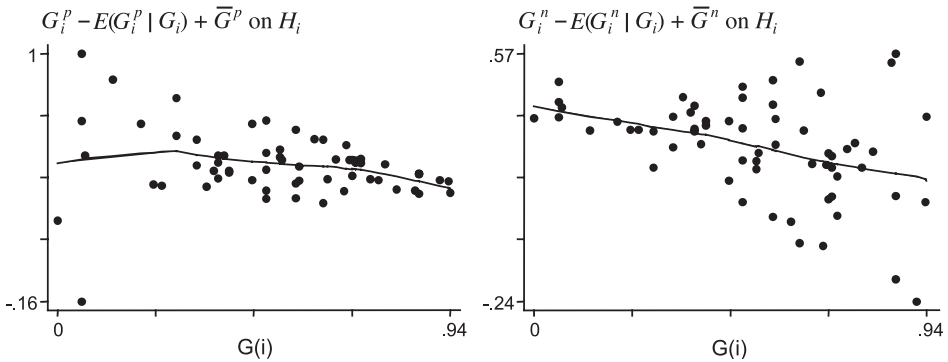 G_i^p – E(G_i^p | G_i) + G̅^p on H_i
1
-.16
0
.94
G(i)
G_i^n – E(G_i^n | G_i) + G̅^n on H_i
.57
-.24
0
.94
G(i)